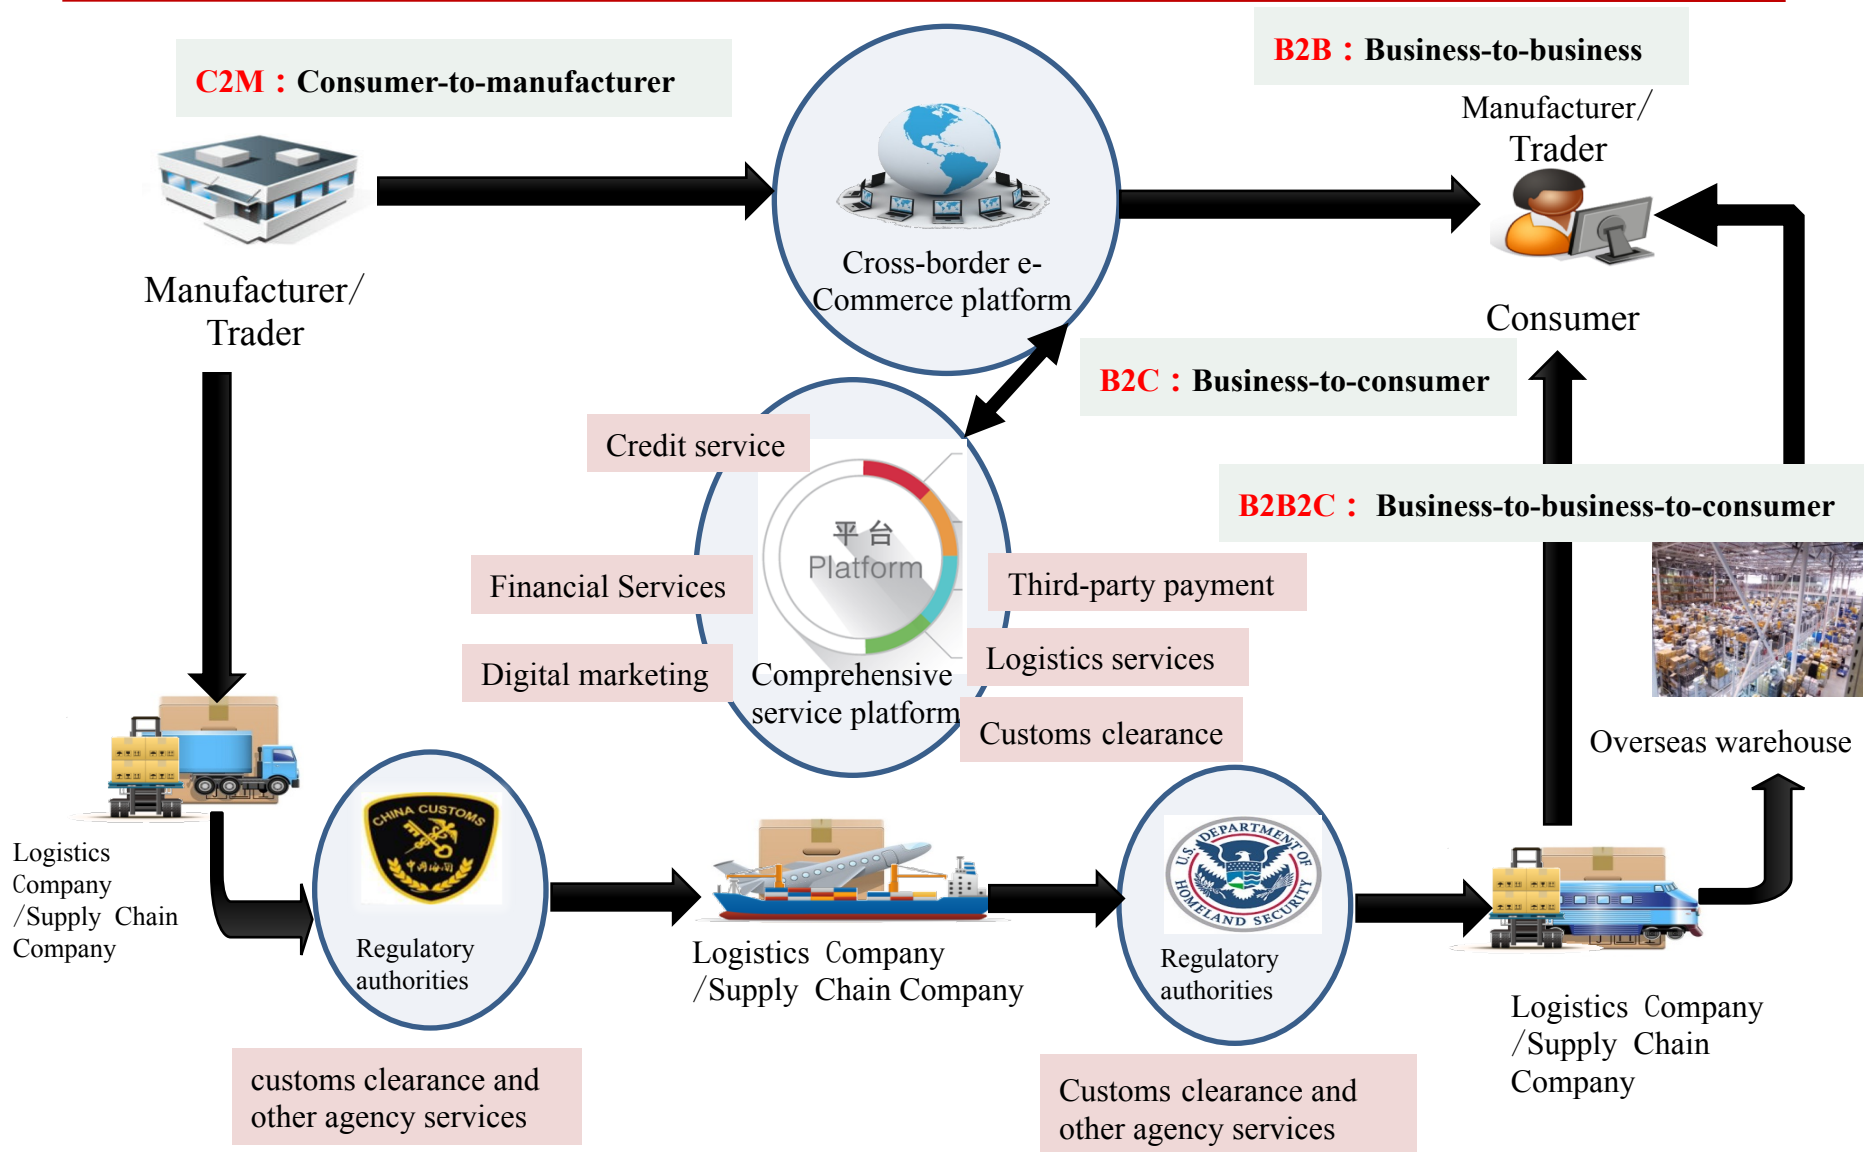 C2M：Consumer-to-manufacturer
B2B：Business-to-business
Manufacturer/
Trader
Manufacturer/
Trader
Cross-border e-
Commerce platform
Consumer
B2C：Business-to-consumer
Credit service
平台
Platform
Financial Services
Digital marketing
Third-party payment
Logistics services
Customs clearance
Comprehensive
service platform
B2B2C： Business-to-business-to-consumer
Overseas warehouse
Logistics
Company
/Supply Chain
Company
CHINA CUSTOMS
中国海关
Regulatory
authorities
customs clearance and
other agency services
Logistics Company
/Supply Chain Company
U.S. DEPARTMENT OF
HOMELAND SECURITY
Regulatory
authorities
Customs clearance and
other agency services
Logistics Company
/Supply Chain
Company